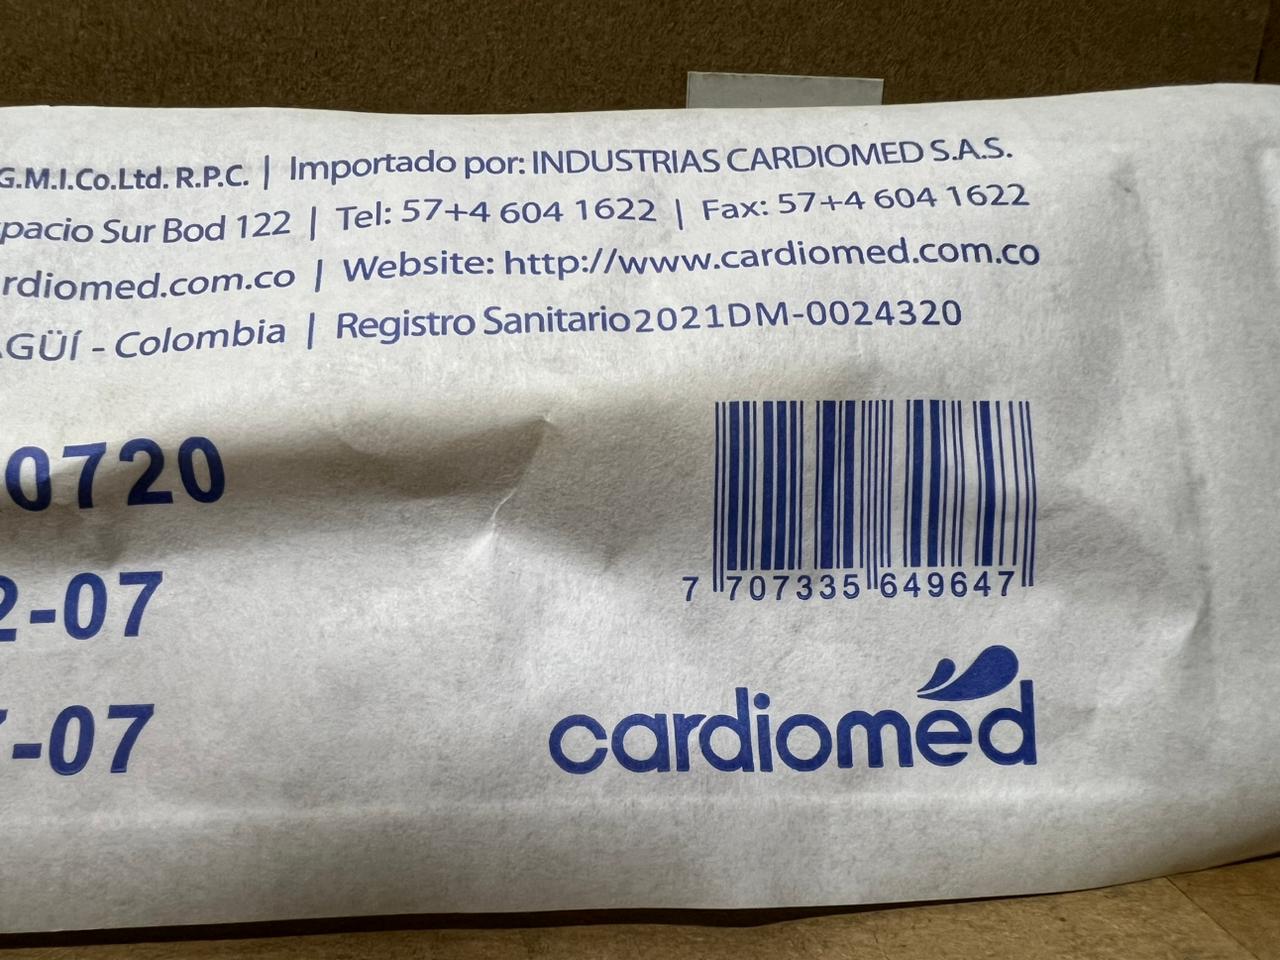 G.M.I.Co.Ltd. R.P.C. | Importado por: INDUSTRIAS CARDIOMED S.A.S.
Sur Bod 122 | Tel: 57+4 604 1622 | Fax: 57+4 604 1622
rdiomed.com.co | Website: http://www.cardiomed.com.co
GÜÍ - Colombia | Registro Sanitario2021DM-0024320
0720
2-07
-07
7 707335 649647
cardiomed